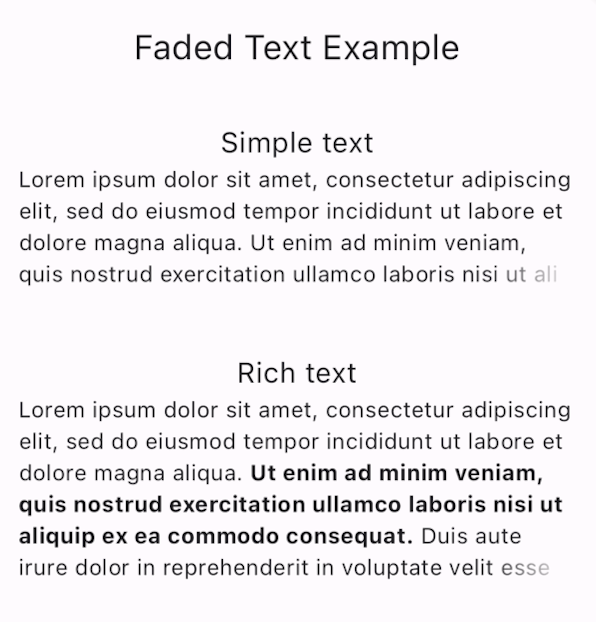 Faded Text Example
Simple text
Lorem ipsum dolor sit amet, consectetur adipiscing
elit, sed do eiusmod tempor incididunt ut labore et
dolore magna aliqua. Ut enim ad minim veniam,
quis nostrud exercitation ullamco laboris nisi ut ali
Rich text
Lorem ipsum dolor sit amet, consectetur adipiscing
elit, sed do eiusmod tempor incididunt ut labore et
dolore magna aliqua. Ut enim ad minim veniam,
quis nostrud exercitation ullamco laboris nisi ut
aliquip ex ea commodo consequat. Duis aute
irure dolor in reprehenderit in voluptate velit esse